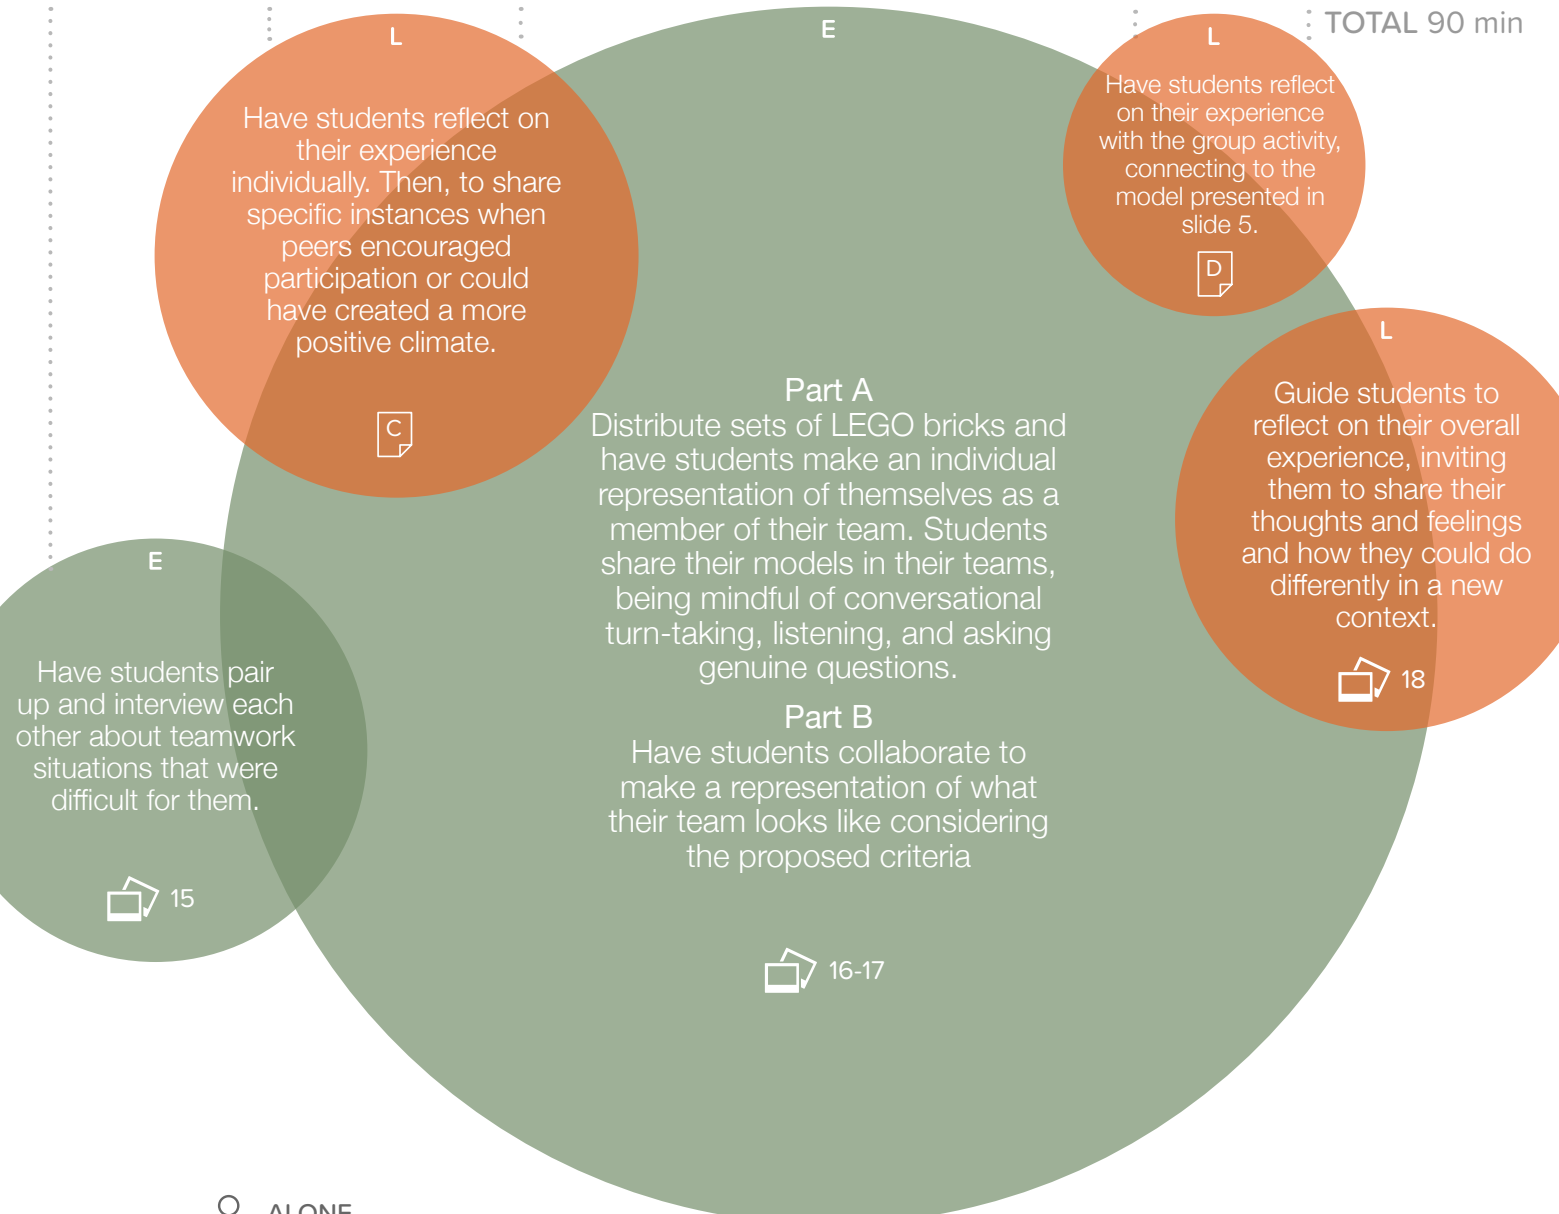 TOTAL 90 min
L
Have students reflect on
their experience
individually. Then, to share
specific instances when
peers encouraged
participation or could
have created a more
positive climate.
C
E
Have students pair
up and interview each
other about teamwork
situations that were
difficult for them.
15
E
Part A
Distribute sets of LEGO bricks and
have students make an individual
representation of themselves as a
member of their team. Students
share their models in their teams,
being mindful of conversational
turn-taking, listening, and asking
genuine questions.
Part B
Have students collaborate to
make a representation of what
their team looks like considering
the proposed criteria
16-17
L
Have students reflect
on their experience
with the group activity,
connecting to the
model presented in
slide 5.
D
L
Guide students to
reflect on their overall
experience, inviting
them to share their
thoughts and feelings
and how they could do
differently in a new
context.
18
ALONE